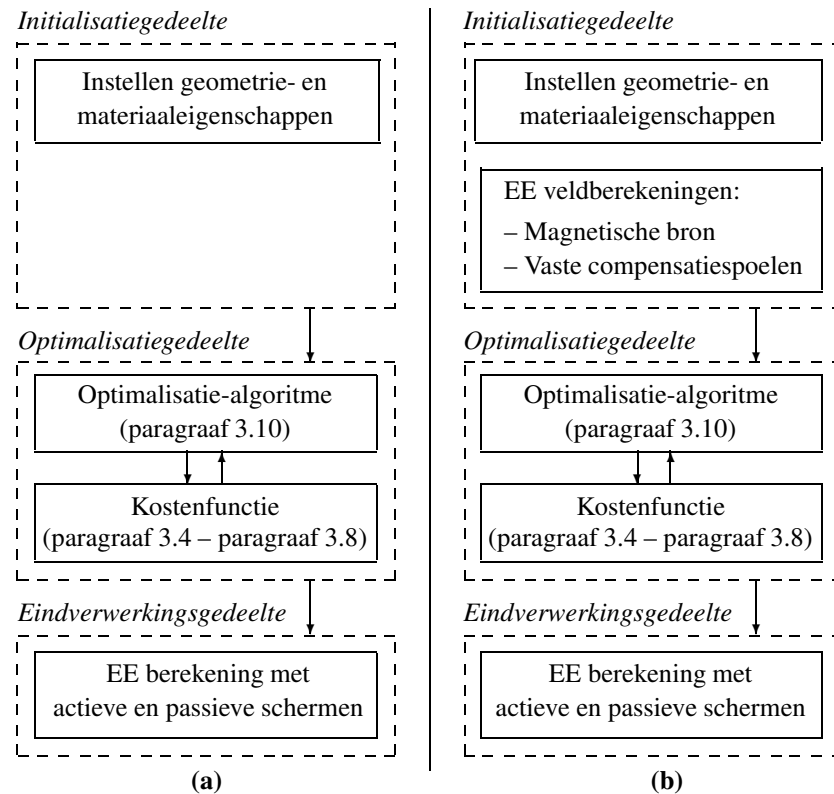 Initialisatiegedeelte
Instellen geometrie- en
materiaaleigenschappen
Optimalisatiegedeelte
Optimalisatie-algoritme
(paragraaf 3.10)
Kostenfunctie
(paragraaf 3.4 – paragraaf 3.8)
Eindverwerkingsgedeelte
EE berekening met
actieve en passieve schermen
(a)
Initialisatiegedeelte
Instellen geometrie- en
materiaaleigenschappen
EE veldberekeningen:
– Magnetische bron
– Vaste compensatiespoelen
Optimalisatiegedeelte
Optimalisatie-algoritme
(paragraaf 3.10)
Kostenfunctie
(paragraaf 3.4 – paragraaf 3.8)
Eindverwerkingsgedeelte
EE berekening met
actieve en passieve schermen
(b)